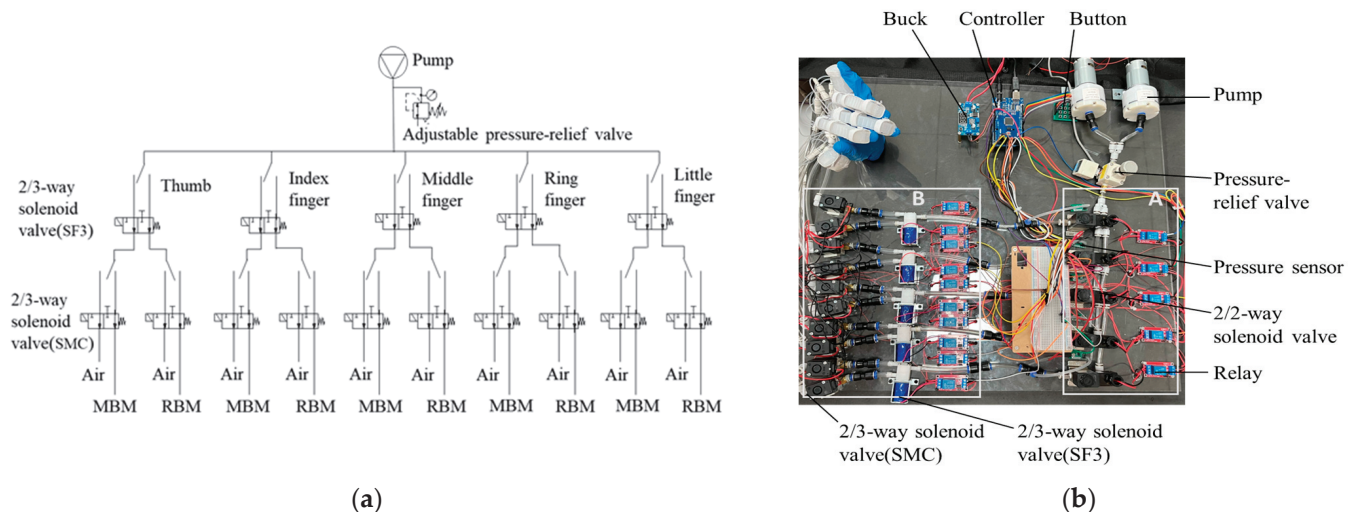 Pump
Adjustable pressure-relief valve
2/3-way
solenoid
valve(SF3)
Thumb
Index
finger
Middle
finger
Ring
finger
Little
finger
2/3-way
solenoid
valve(SMC)
Air
Air
Air
Air
Air
Air
Air
Air
Air
Air
MBM
RBM
MBM
RBM
MBM
RBM
MBM
RBM
MBM
RBM
(a)
Buck
Controller
Button
Pump
Pressure-
relief valve
B
A
Pressure sensor
2/2-way
solenoid valve
Relay
2/3-way solenoid
valve(SMC)
2/3-way solenoid
valve(SF3)
(b)